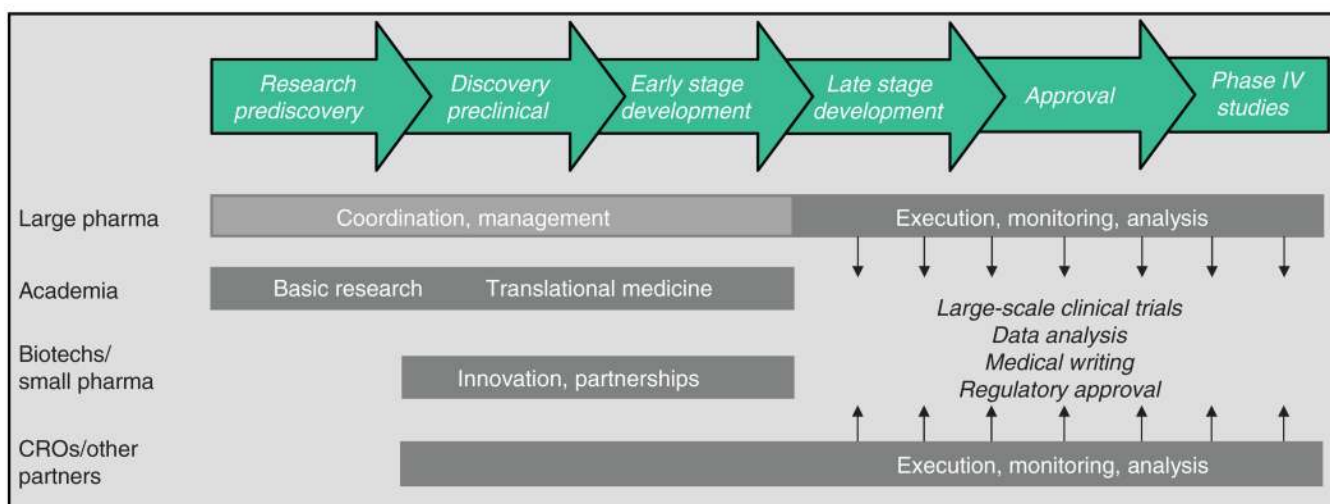 Research
prediscovery
Discovery
preclinical
Early stage
development
Late stage
development
Approval
Phase IV
studies
Large pharma
Coordination, management
Execution, monitoring, analysis
Academia
Basic research
Translational medicine
Large-scale clinical trials
Data analysis
Medical writing
Regulatory approval
Biotechs/
small pharma
Innovation, partnerships
CROs/other
partners
Execution, monitoring, analysis